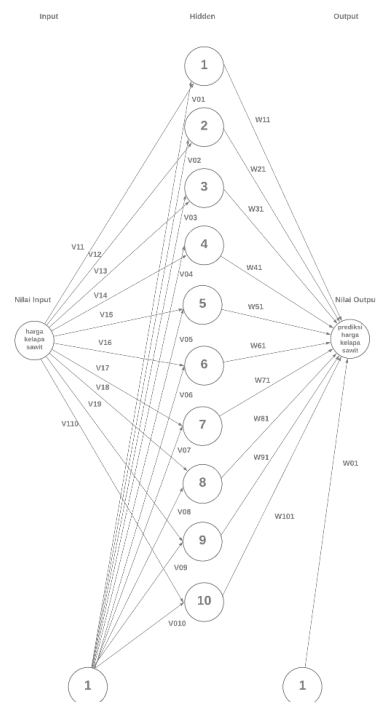 Input Hidden Output
1
V01
W11
2
V02
W21
3
V03
W31
V11
V12
4
V13
W41
V04
V14
Nilai Input
Nilai Outpu
5
V15
W51
harga
kelapa
sawit
prediksi
harga
kelapa
sawit
V05
V16
W61
6
V17
W71
V18
V06
V19
W81
V110
7
V07
W91
W01
8
V08
W101
9
V09
10
V010
1
1